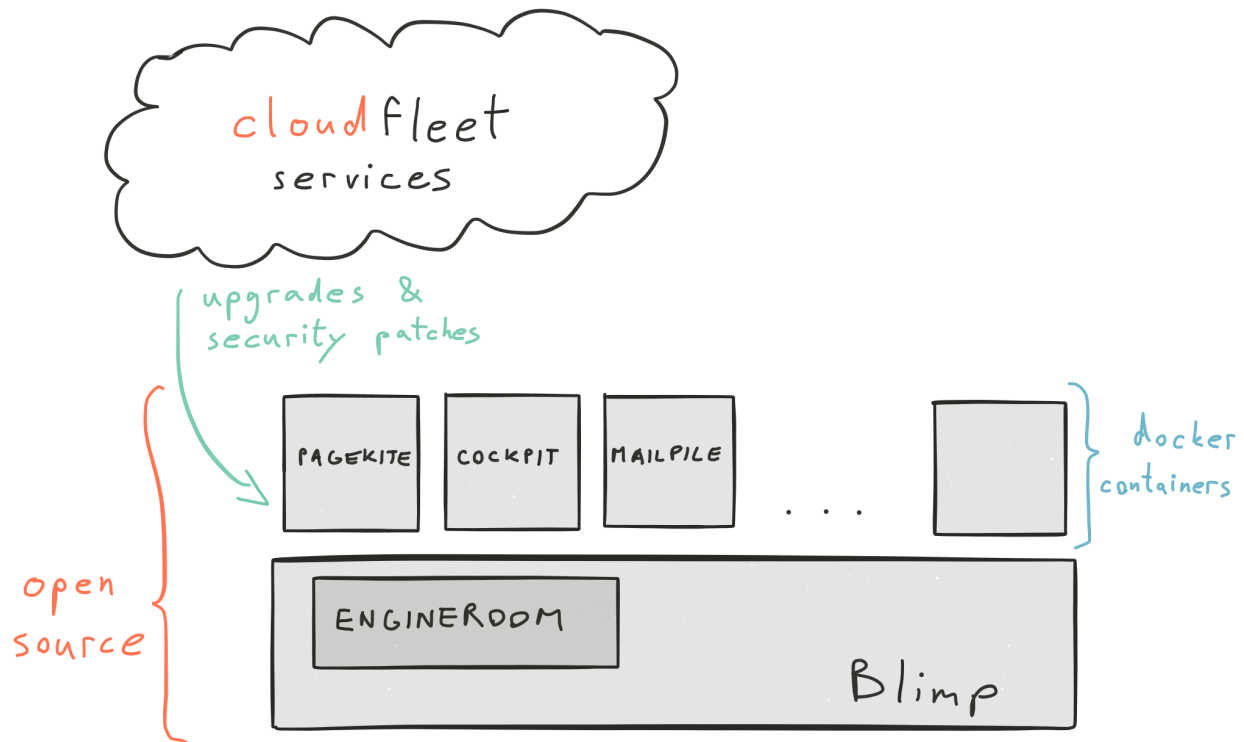 cloudfleet
services
upgrades &
security patches
PAGEKITE
COCKPIT
MAILPILE
. . .
docker
containers
open
source
ENGINEROOM
Blimp